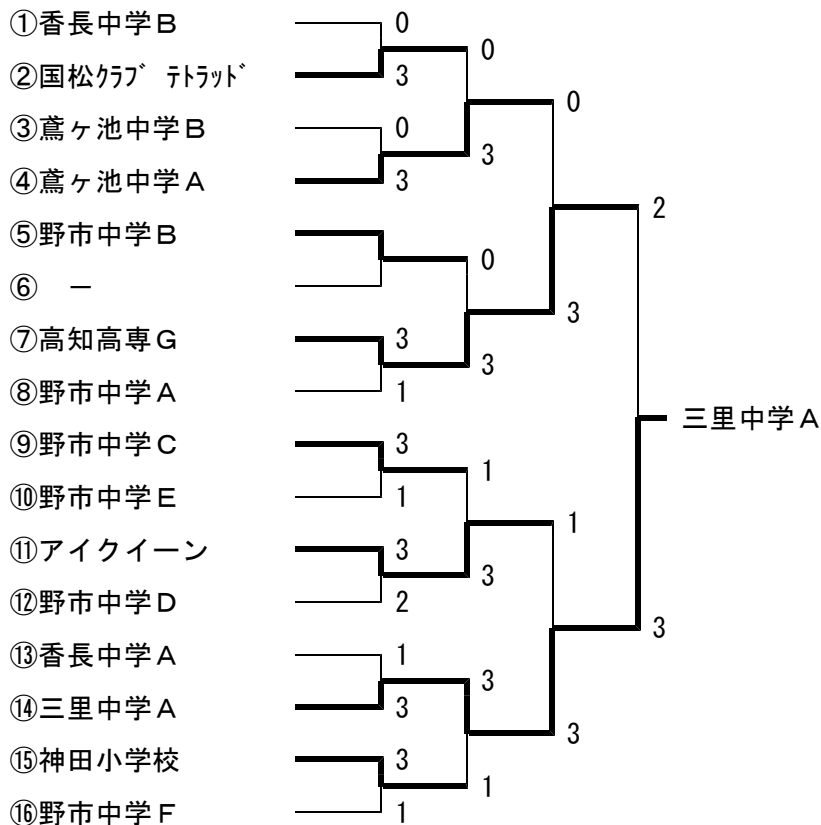 ①香長中学B 0
0
②国松ｸﾗﾌﾞ ﾃﾄﾗｯﾄﾞ 3
0
③鳶ヶ池中学B 0
3
④鳶ヶ池中学A 3
2
⑤野市中学B
0
⑥ －
3
⑦高知高専G 3
3
⑧野市中学A 1
三里中学A
⑨野市中学C 3
1
⑩野市中学E 1
1
⑪アイクイーン 3
3
⑫野市中学D 2
3
⑬香長中学A 1
3
⑭三里中学A 3
3
⑮神田小学校 3
1
⑯野市中学F 1